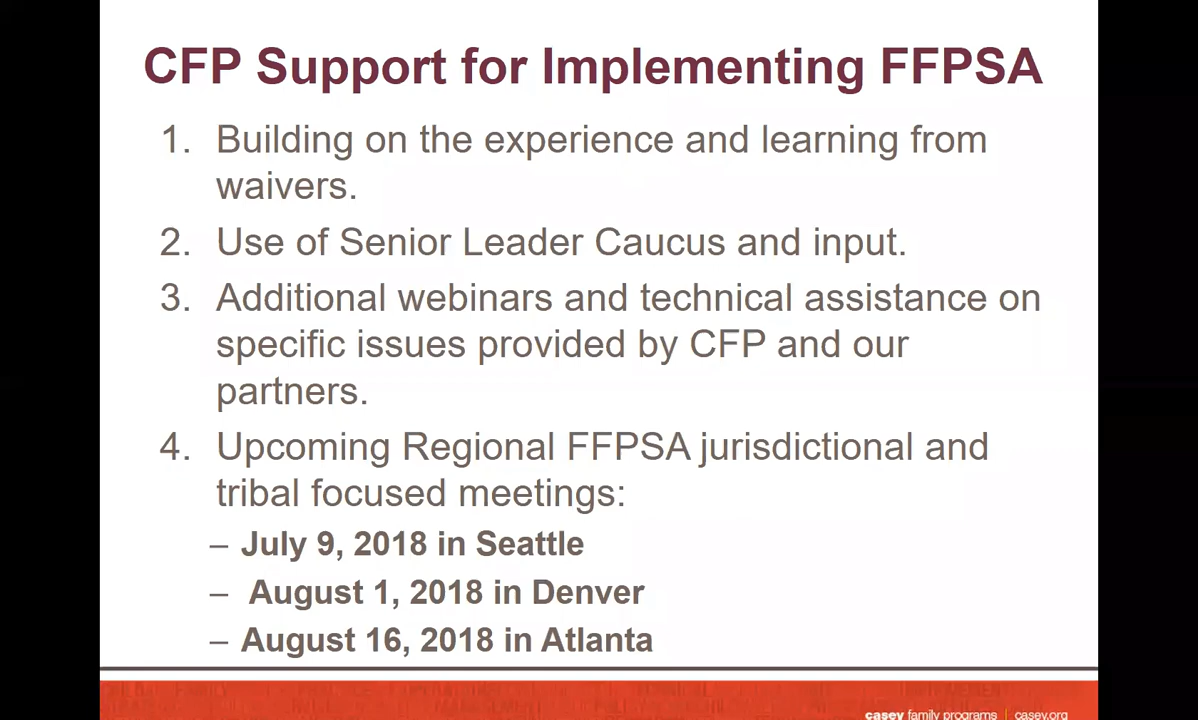 CFP Support for Implementing FFPSA
1. Building on the experience and learning from
waivers.
2. Use of Senior Leader Caucus and input.
3. Additional webinars and technical assistance on
specific issues provided by CFP and our
partners.
4. Upcoming Regional FFPSA jurisdictional and
tribal focused meetings:
– July 9, 2018 in Seattle
– August 1, 2018 in Denver
– August 16, 2018 in Atlanta
casey family programs | casey.org